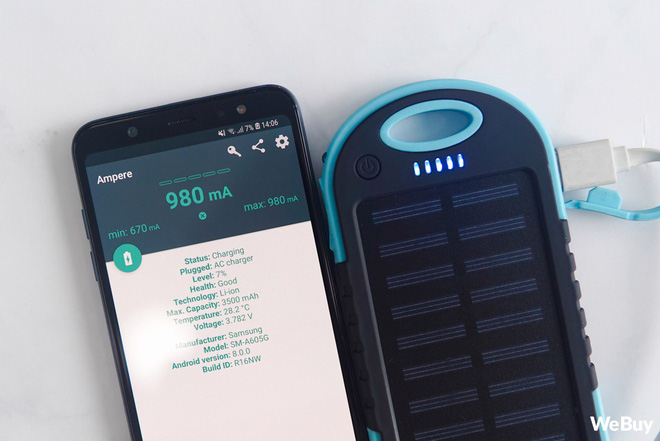 7% 14:06
Ampere
980 mA
min: 670 mA
max: 980 mA
Status: Charging
Plugged: AC charger
Level: 7%
Health: Good
Technology: Li-ion
Max. Capacity: 3500 mAh
Temperature: 28.2 °C
Voltage: 3.782 V
Manufacturer: Samsung
Model: SM-A605G
Android version: 8.0.0
Build ID: R16NW
WeBuy